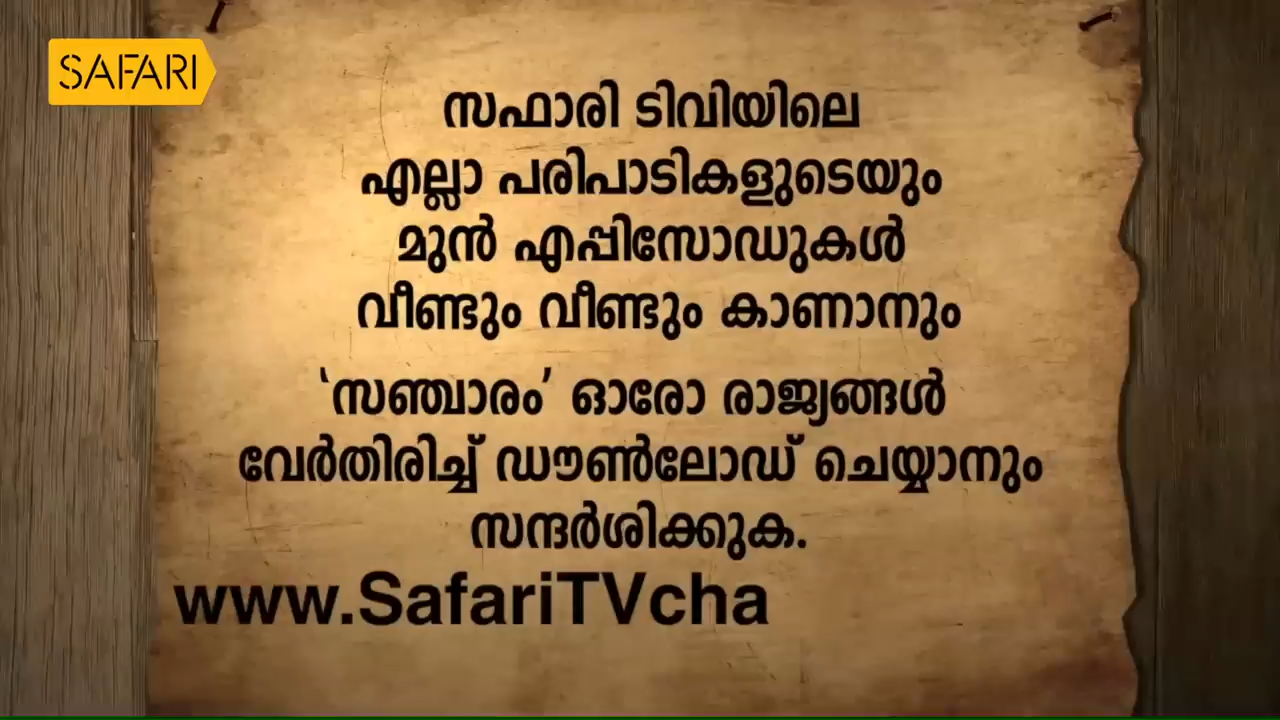 SAFARI
സഫാരി ടിവിയിലെ
എല്ലാ പരിപാടികളുടെയും
മുൻ എപ്പിസോഡുകൾ
വീണ്ടും വീണ്ടും കാണാനും
‘സഞ്ചാരം’ ഓരോ രാജ്യങ്ങൾ
വേർതിരിച്ച് ഡൗൺലോഡ് ചെയ്യാനും
സന്ദർശിക്കുക.
www.SafariTVcha